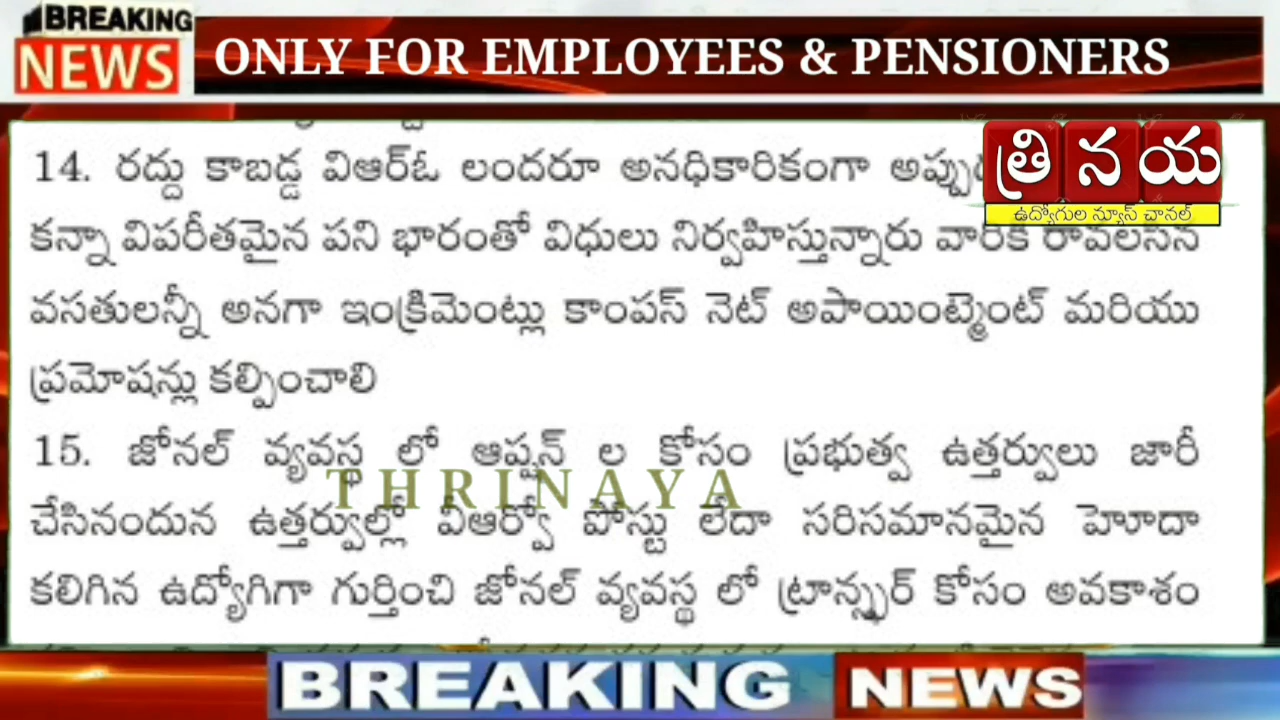 BREAKING
NEWS
ONLY FOR EMPLOYEES & PENSIONERS
త్రినయ
ఉద్యోగుల న్యూస్ చానల్
14. రద్దు కాబడ్డ విఆర్ఓ లందరూ అనధికారికంగా
కన్నా విపరీతమైన పని భారంతో విధులు నిర్వహిస్తున్నారు వారికి రావలసిన
వసతులన్నీ అనగా ఇంక్రిమెంట్లు కాంపస్ నెట్ అపాయింట్మెంట్ మరియు
ప్రమోషన్లు కల్పించాలి
15. జోనల్ వ్యవస్థ లో ఆప్షన్ ల కోసం ప్రభుత్వ ఉత్తర్వులు జారీ
THRINAYA
చేసినందున ఉత్తర్వుల్లో వీఆర్వో పోస్టు లేదా సరిసమానమైన హెూదా
కలిగిన ఉద్యోగిగా గుర్తించి జోనల్ వ్యవస్థ లో ట్రాన్స్ఫర్ కోసం అవకాశం
BREAKING NEWS